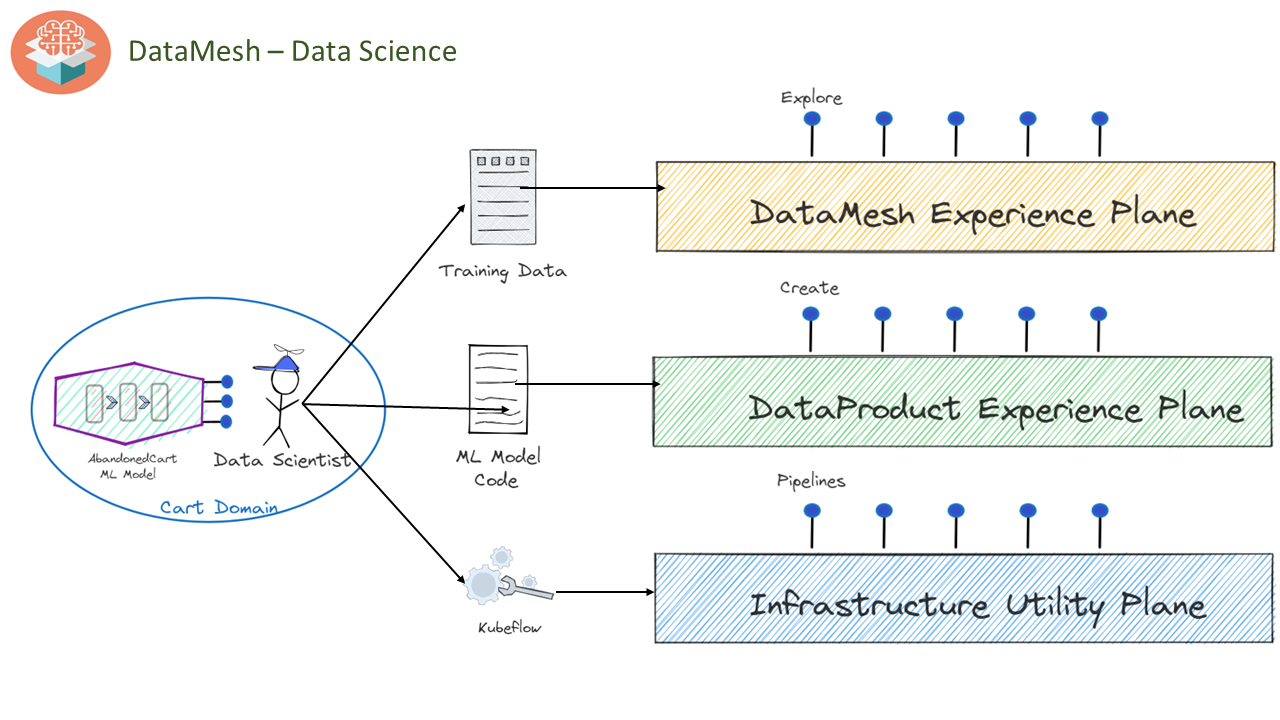 DataMesh – Data Science
Explore
DataMesh Experience Plane
Training Data
Create
DataProduct Experience Plane
ML Model
Code
AbandonedCart
ML Model
Data Scientist
Cart Domain
Pipelines
Infrastructure Utility Plane
Kubeflow